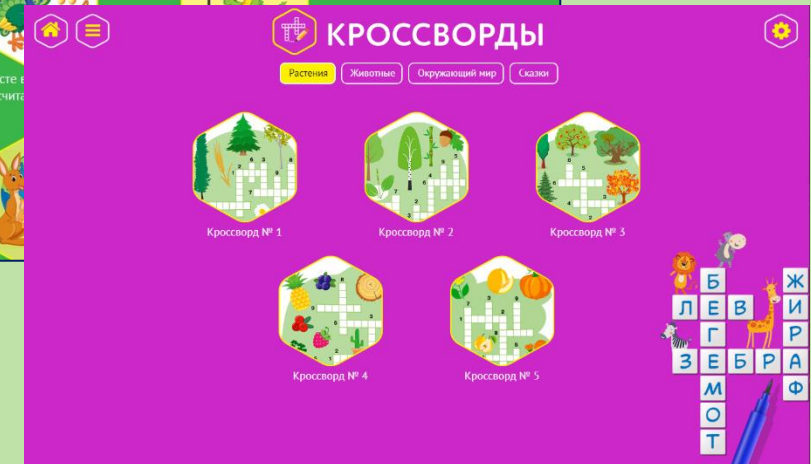 КРОССВОРДЫ
Растения Животные Окружающий мир Сказки
Кроссворд № 1 Кроссворд № 2 Кроссворд № 3
Кроссворд № 4 Кроссворд № 5
БЕГЕМОТ
ЛЕВ
ЗЕБРА
ЖИРАФ